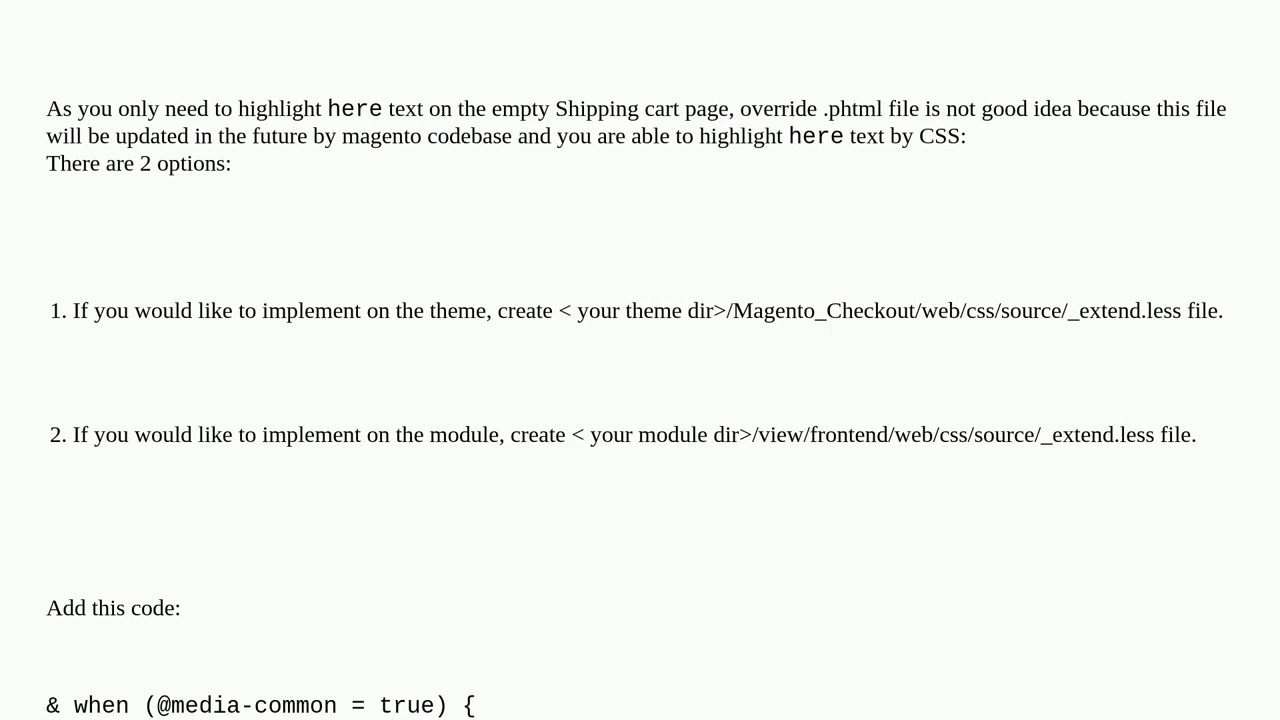 As you only need to highlight here text on the empty Shipping cart page, override .phtml file is not good idea because this file
will be updated in the future by magento codebase and you are able to highlight here text by CSS:
There are 2 options:
1. If you would like to implement on the theme, create < your theme dir>/Magento_Checkout/web/css/source/_extend.less file.
2. If you would like to implement on the module, create < your module dir>/view/frontend/web/css/source/_extend.less file.
Add this code:
& when (@media-common = true) {